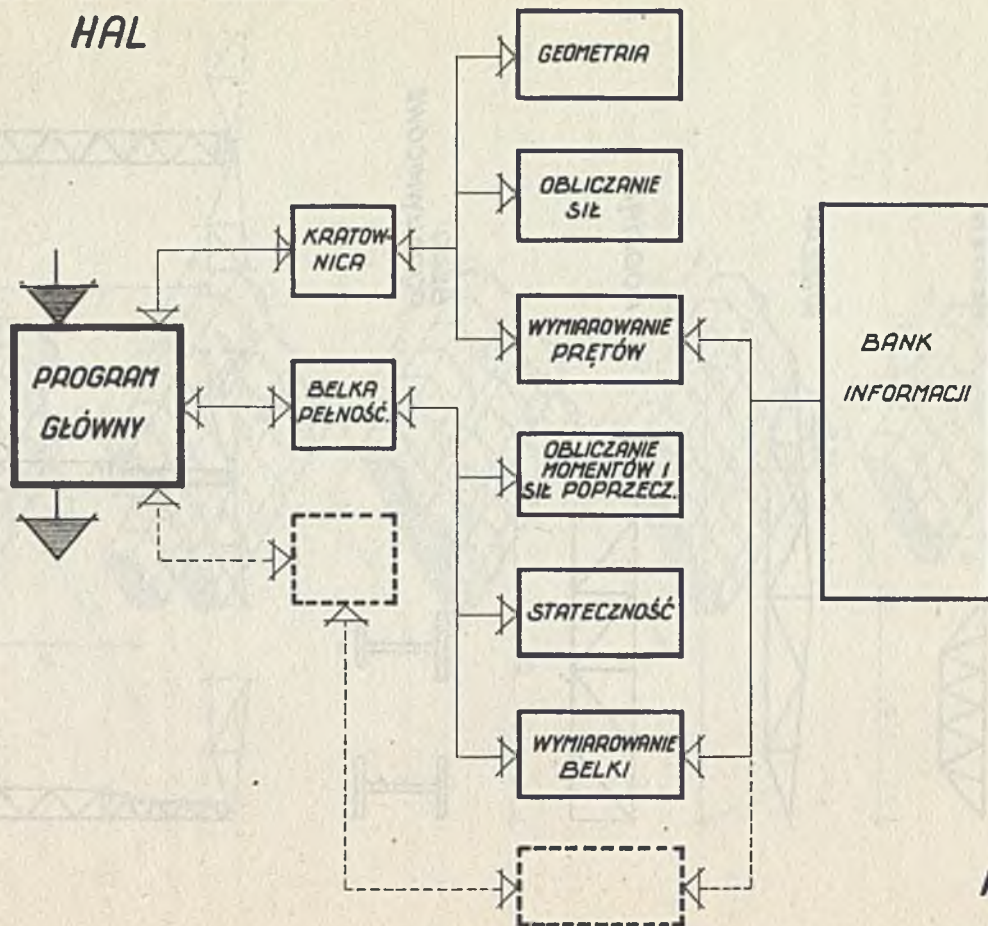 HAL
GEOMETRIA
OBLICZANIE
SIŁ
KRATOW-
NICA
WYMIAROWANIE
PRĘTÓW
BANK
INFORMACJI
PROGRAM
GŁÓWNY
BELKA
PEŁNOŚĆ.
OBLICZANIE
MOMENTÓW I
SIŁ POPRZECZ.
STATECZNOŚĆ
WYMIAROWANIE
BELKI